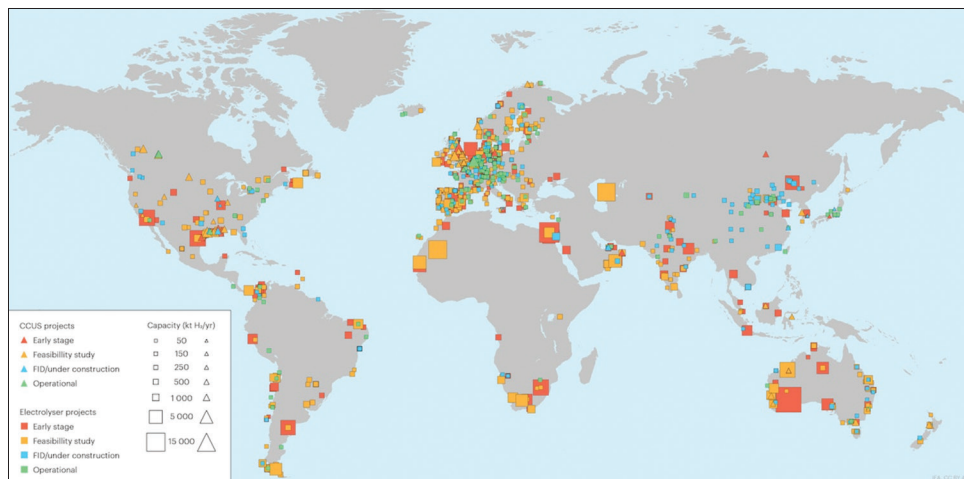 CCUS projects
Early stage
Feasibillity study
FID/under construction
Operational
Electrolyser projects
Early stage
Feasibility study
FID/under construction
Operational
Capacity (kt H₂/yr)
50
150
250
500
1 000
5 000
15 000